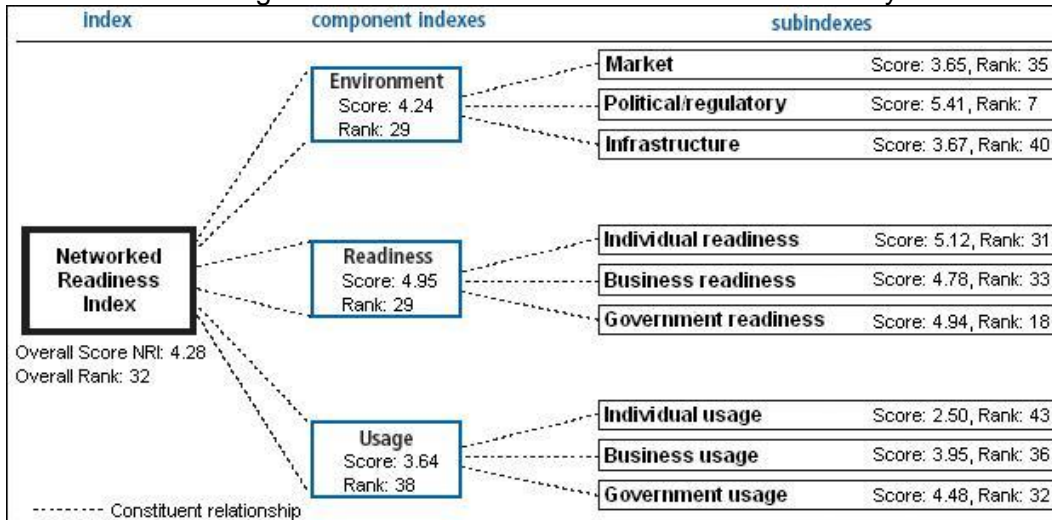 index component indexes subindexes
Environment
Score: 4.24
Rank: 29
Market Score: 3.65, Rank: 35
Political/regulatory Score: 5.41, Rank: 7
Infrastructure Score: 3.67, Rank: 40
Networked
Readiness
Index
Overall Score NRI: 4.28
Overall Rank: 32
Readiness
Score: 4.95
Rank: 29
Individual readiness Score: 5.12, Rank: 31
Business readiness Score: 4.78, Rank: 33
Government readiness Score: 4.94, Rank: 18
Usage
Score: 3.64
Rank: 38
Individual usage Score: 2.50, Rank: 43
Business usage Score: 3.95, Rank: 36
Government usage Score: 4.48, Rank: 32
Constituent relationship